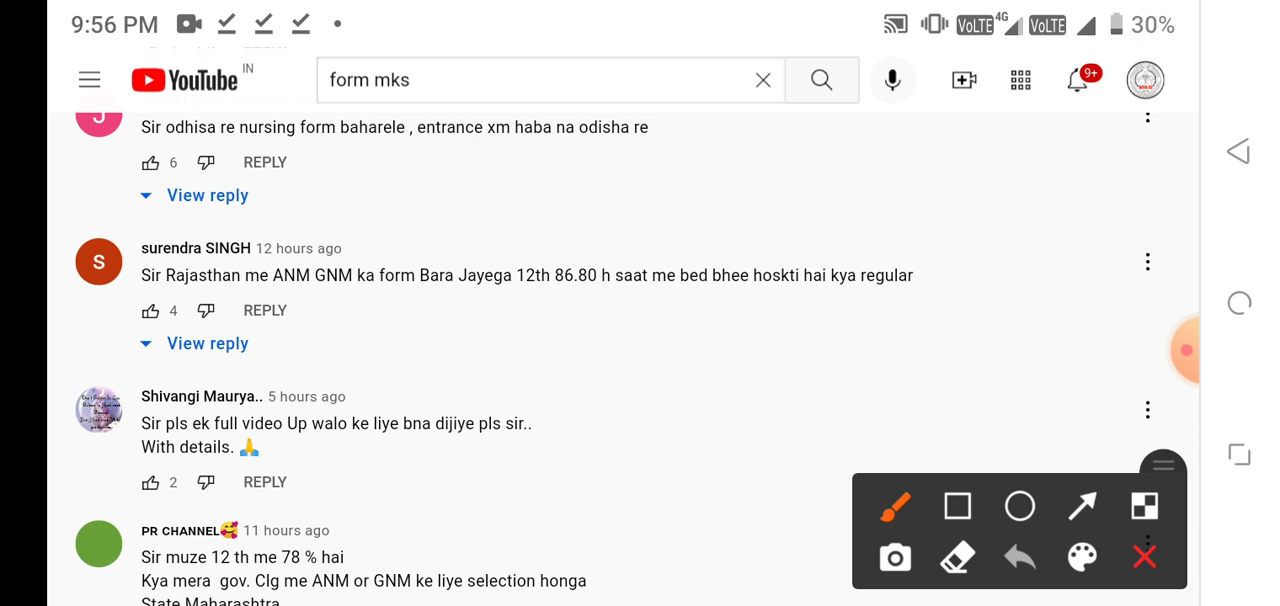 9:56 PM
VoLTE 4G VoLTE 30%
YouTube IN
form mks
9+
J
Sir odhisa re nursing form baharele , entrance xm haba na odisha re
6 REPLY
View reply
S
surendra SINGH 12 hours ago
Sir Rajasthan me ANM GNM ka form Bara Jayega 12th 86.80 h saat me bed bhee hoskti hai kya regular
4 REPLY
View reply
Shivangi Maurya.. 5 hours ago
Sir pls ek full video Up walo ke liye bna dijiye pls sir..
With details. 🙏
2 REPLY
PR CHANNEL🥰 11 hours ago
Sir muze 12 th me 78 % hai
Kya mera gov. Clg me ANM or GNM ke liye selection honga
State Maharashtra